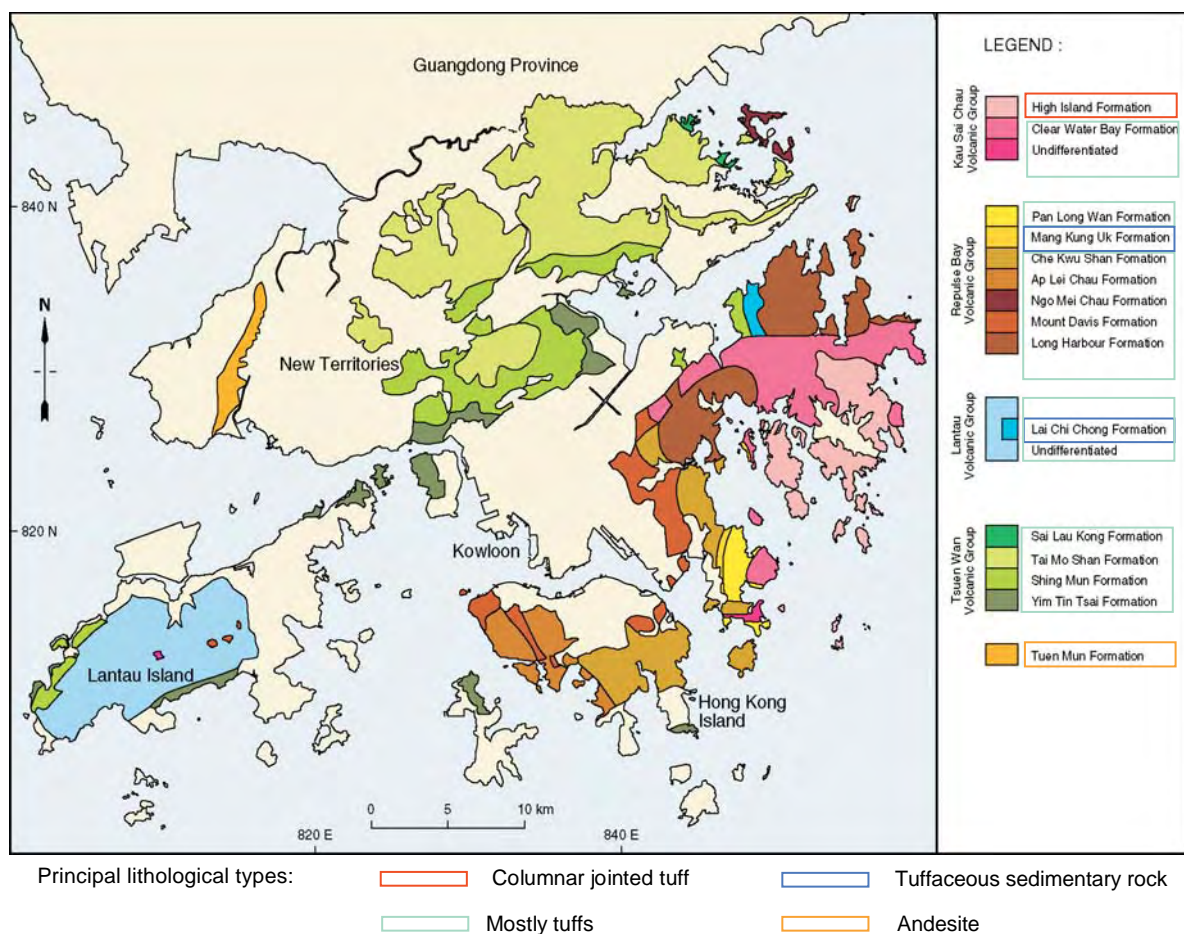 Guangdong Province
840 N
N
New Territories
820 N
Kowloon
Lantau Island
Hong Kong
Island
0 5 10 km
820 E
840 E
LEGEND :
Kau Sai Chau
Volcanic Group
High Island Formation
Clear Water Bay Formation
Undifferentiated
Repulse Bay
Volcanic Group
Pan Long Wan Formation
Mang Kung Uk Formation
Che Kwu Shan Formation
Ap Lei Chau Formation
Ngo Mei Chau Formation
Mount Davis Formation
Long Harbour Formation
Lantau
Volcanic Group
Lai Chi Chong Formation
Undifferentiated
Tsuen Wan
Volcanic Group
Sai Lau Kong Formation
Tai Mo Shan Formation
Shing Mun Formation
Yim Tin Tsai Formation
Tuen Mun Formation
Principal lithological types:
Columnar jointed tuff
Tuffaceous sedimentary rock
Mostly tuffs
Andesite